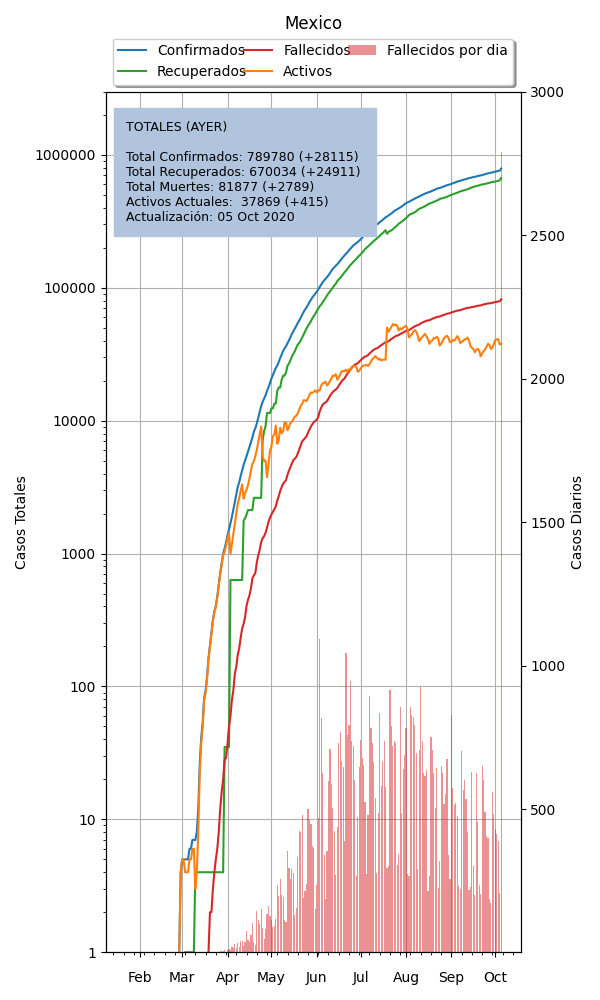 Mexico
Confirmados
Recuperados
Fallecidos
Activos
Fallecidos por dia
TOTALES (AYER)
Total Confirmados: 789780 (+28115)
Total Recuperados: 670034 (+24911)
Total Muertes: 81877 (+2789)
Activos Actuales:  37869 (+415)
Actualización: 05 Oct 2020
Casos Totales
1000000
100000
10000
1000
100
10
1
3000
2500
2000
1500
1000
500
Casos Diarios
Feb Mar Apr May Jun Jul Aug Sep Oct